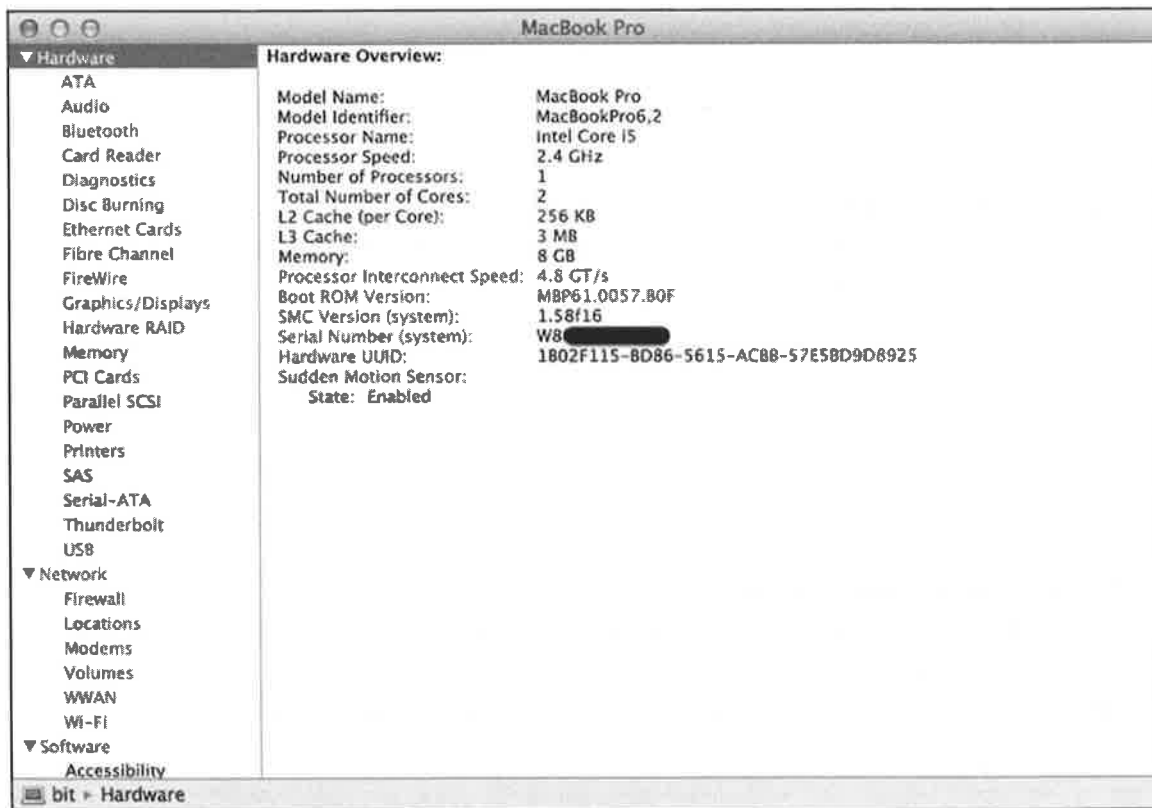 MacBook Pro
Hardware
ATA
Audio
Bluetooth
Card Reader
Diagnostics
Disc Burning
Ethernet Cards
Fibre Channel
FireWire
Graphics/Displays
Hardware RAID
Memory
PCI Cards
Parallel SCSI
Power
Printers
SAS
Serial-ATA
Thunderbolt
USB
Network
Firewall
Locations
Modems
Volumes
WWAN
Wi-Fi
Software
Accessibility
Hardware Overview:
Model Name: MacBook Pro
Model Identifier: MacBookPro6,2
Processor Name: Intel Core i5
Processor Speed: 2.4 GHz
Number of Processors: 1
Total Number of Cores: 2
L2 Cache (per Core): 256 KB
L3 Cache: 3 MB
Memory: 8 GB
Processor Interconnect Speed: 4.8 GT/s
Boot ROM Version: MBP61.0057.B0F
SMC Version (system): 1.58f16
Serial Number (system): W8
Hardware UUID: 1B02F115-BD86-5615-ACBB-57E5BD9D8925
Sudden Motion Sensor:
State: Enabled
bit ▸ Hardware